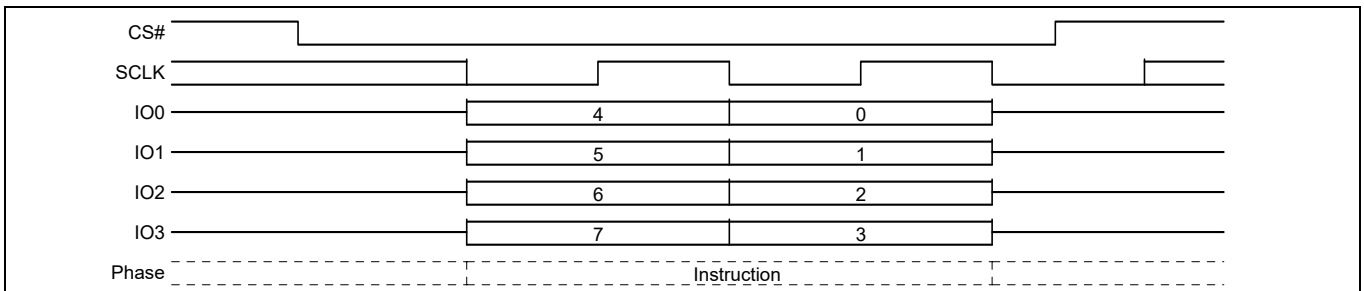 CS#
SCLK
IO0 4 0
IO1 5 1
IO2 6 2
IO3 7 3
Phase Instruction